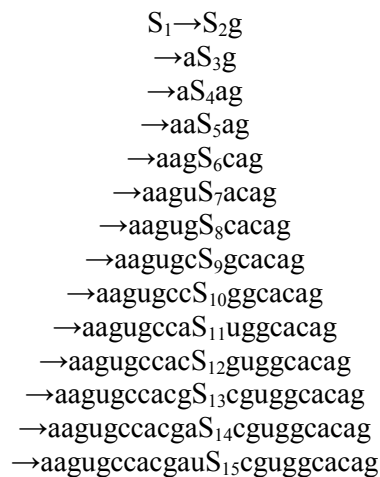 S₁→S₂g
→aS₃g
→aS₄ag
→aaS₅ag
→aagS₆cag
→aaguS₇acag
→aagugS₈cacag
→aagugcS₉gcacag
→aagugccS₁₀ggcacag
→aagugccaS₁₁uggcacag
→aagugccacS₁₂guggcacag
→aagugccacgS₁₃cguggcacag
→aagugccacgaS₁₄cguggcacag
→aagugccacgauS₁₅cguggcacag